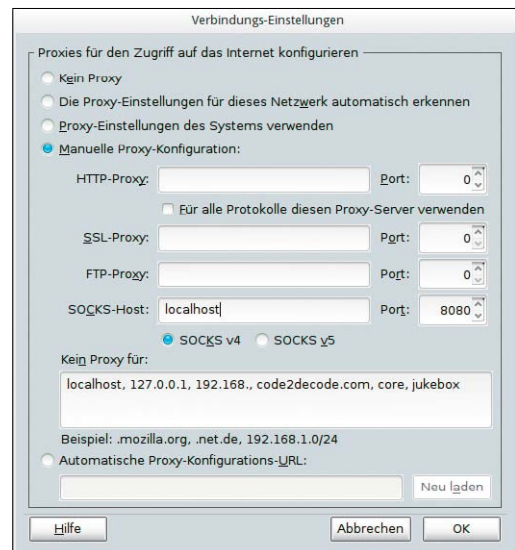 Verbindungs-Einstellungen
Proxies für den Zugriff auf das Internet konfigurieren
Kein Proxy
Die Proxy-Einstellungen für dieses Netzwerk automatisch erkennen
Proxy-Einstellungen des Systems verwenden
Manuelle Proxy-Konfiguration:
HTTP-Proxy: Port: 0
Für alle Protokolle diesen Proxy-Server verwenden
SSL-Proxy: Port: 0
FTP-Proxy: Port: 0
SOCKS-Host: localhost Port: 8080
SOCKS v4 SOCKS v5
Kein Proxy für:
localhost, 127.0.0.1, 192.168., code2decode.com, core, jukebox
Beispiel: .mozilla.org, .net.de, 192.168.1.0/24
Automatische Proxy-Konfigurations-URL:
Neu laden
Hilfe Abbrechen OK